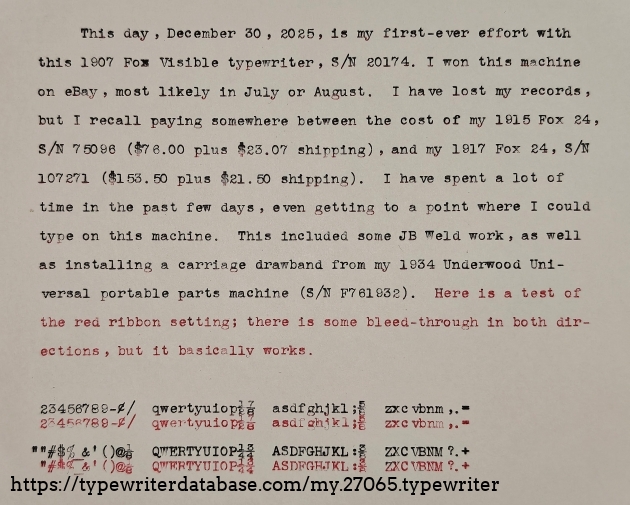 This day, December 30, 2025, is my first-ever effort with
this 1907 Fox Visible typewriter, S/N 20174. I won this machine
on eBay, most likely in July or August. I have lost my records,
but I recall paying somewhere between the cost of my 1915 Fox 24,
S/N 75096 ($76.00 plus $23.07 shipping), and my 1917 Fox 24, S/N
107271 ($153.50 plus $21.50 shipping). I have spent a lot of
time in the past few days, even getting to a point where I could
type on this machine. This included some JB Weld work, as well
as installing a carriage drawband from my 1934 Underwood Uni-
versal portable parts machine (S/N F761932). Here is a test of
the red ribbon setting; there is some bleed-through in both dir-
ections, but it basically works.
23456789-¢/ qwertyuiop asdfghjkl; zxcvbnm,.=
23456789-¢/ qwertyuiop asdfghjkl; zxcvbnm,.=
""#$%_&'()@ QWERTYUIOP ASDFGHJKL: ZXCVBNM?.+
"#$%_&'()@ QWERTYUIOP ASDFGHJKL: ZXCVBNM?.+
https://typewriterdatabase.com/my.27065.typewriter